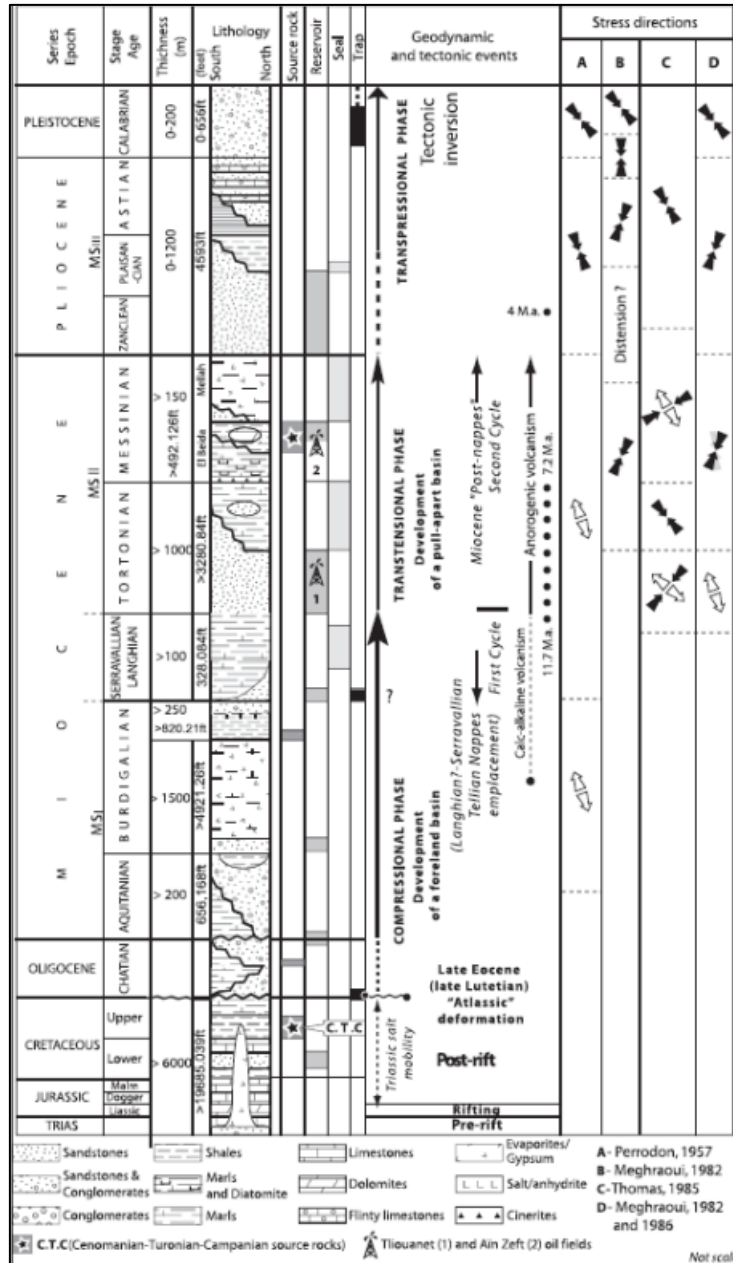 Series
Epoch
Stage
Age
Thickness
(m)
(foot)
Lithology
South
North
Source rock
Reservoir
Seal
Trap
Geodynamic
and tectonic events
Stress directions
A
B
C
D
PLEISTOCENE
CALABRIAN
0-200
0-656ft
PLIOCENE
MSIII
ASTIAN
PLAISAN
-CIAN
ZANCLEAN
0-1200
4593ft
TRANSPRESSIONAL PHASE
Tectonic
inversion
4 M.a.
Distension ?
MIOCENE
MS II
MESSINIAN
> 150
>492.126ft
Mellah
El Beida
2
TORTONIAN
> 1000
>3280.84ft
1
TRANSTENSIONAL PHASE
Development
of a pull-apart basin
Miocene "Post-nappes"
Second Cycle
Anorogenic volcanism
7.2 M.a.
11.7 M.a.
SERRAVALLIAN
LANGHIAN
>100
328.084ft
?
First Cycle
(Langhian?-Serravallian
Tellian Nappes
emplacement)
Calc-alkaline volcanism
MSI
BURDIGALIAN
> 250
>820.21ft
> 1500
>4921.26ft
AQUITANIAN
> 200
656,168ft
COMPRESSIONAL PHASE
Development
of a foreland basin
OLIGOCENE
CHATIAN
Late Eocene
(late Lutetian)
"Atlassic"
deformation
CRETACEOUS
Upper
Lower
> 6000
>19685.039ft
C.T.C
Triassic salt
mobility
Post-rift
JURASSIC
Malm
Dogger
Liassic
Rifting
TRIAS
Pre-rift
Sandstones
Shales
Limestones
Evaporites/
Gypsum
Sandstones &
Conglomerates
Marls
and Diatomite
Dolomites
Salt/anhydrite
Conglomerates
Marls
Flinty limestones
Cinerites
C.T.C(Cenomanian-Turonian-Campanian source rocks)
Tliouanet (1) and Aïn Zeft (2) oil fields
A- Perrodon, 1957
B- Meghraoui, 1982
C-Thomas, 1985
D- Meghraoui, 1982
and 1986
Not scal